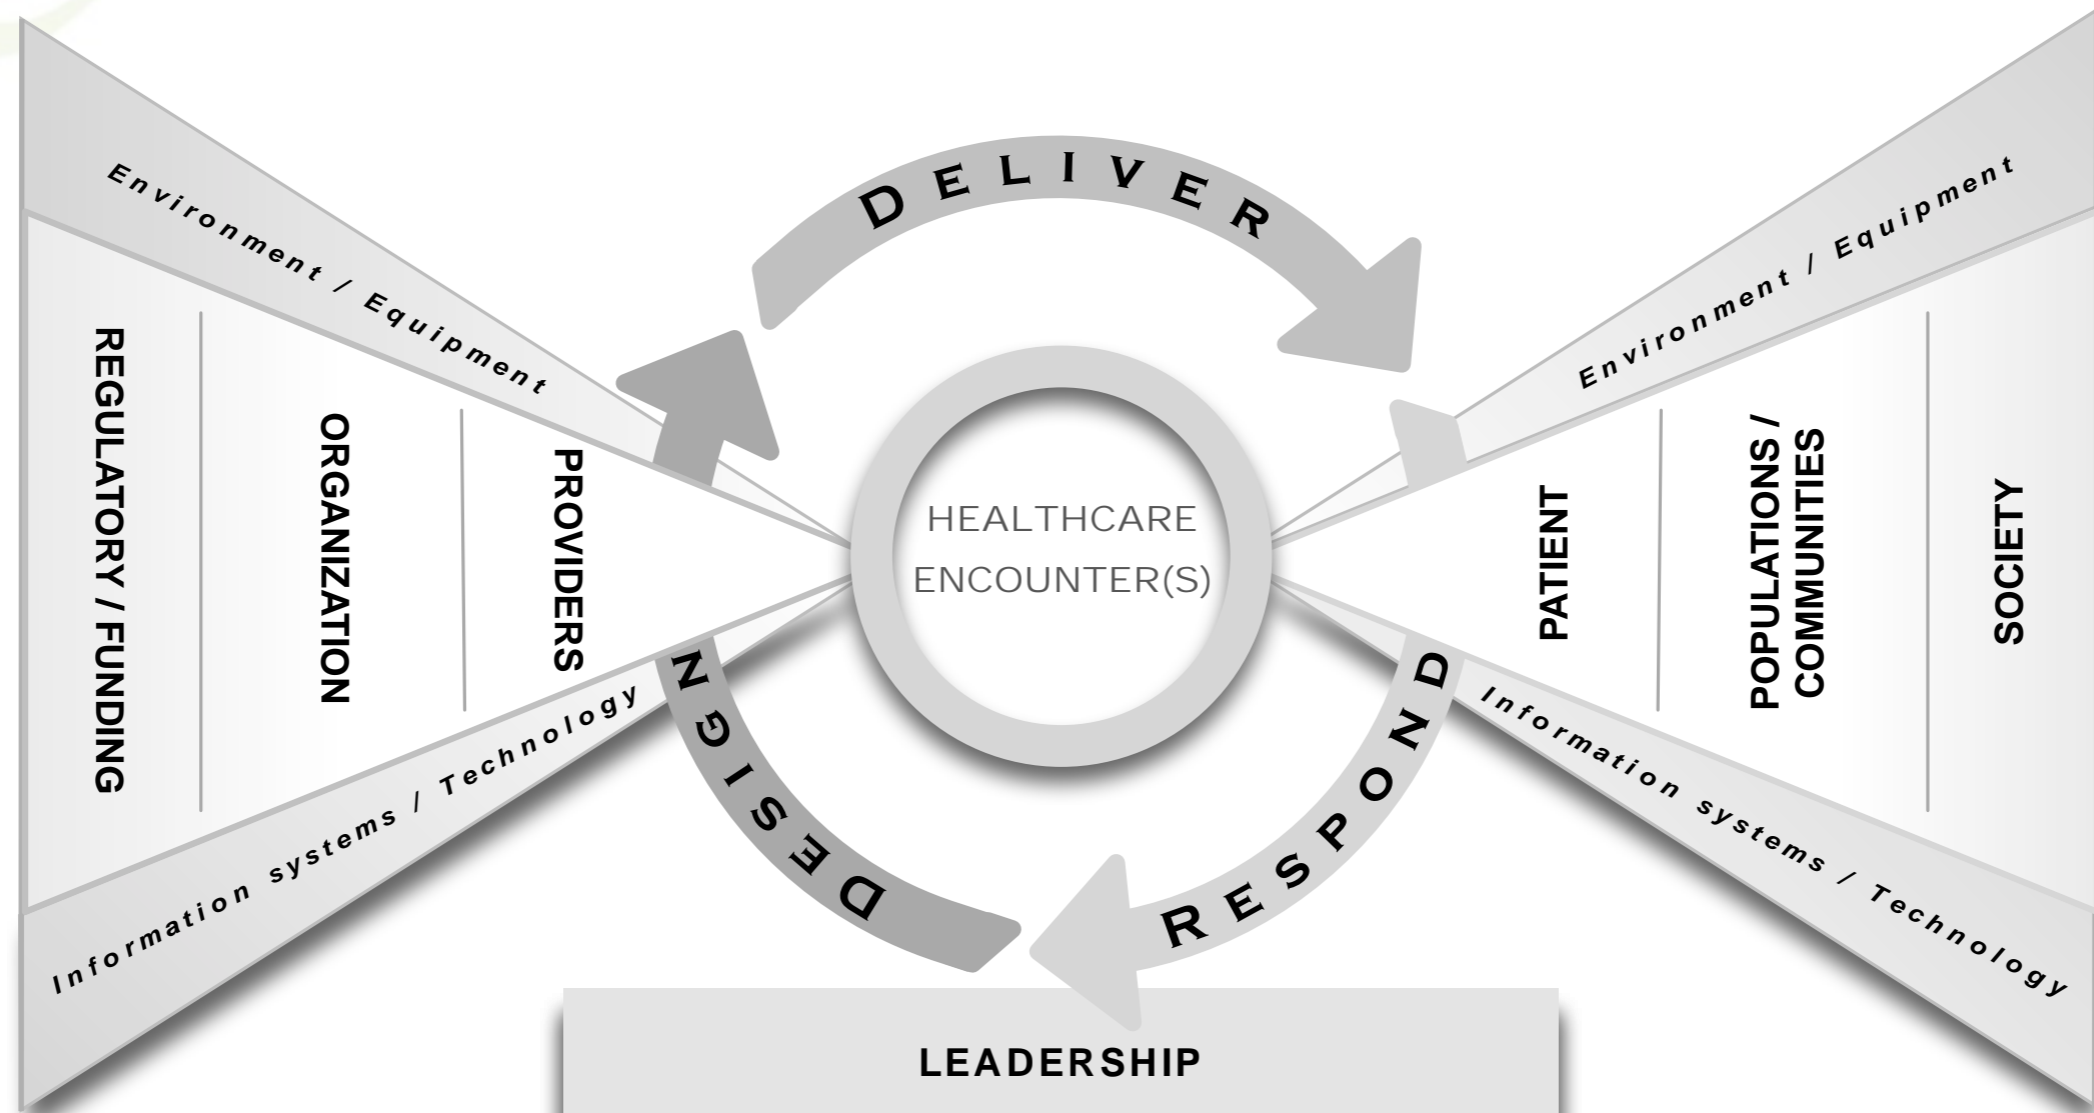 DELIVER
Environment / Equipment
Environment / Equipment
REGULATORY / FUNDING
ORGANIZATION
PROVIDERS
HEALTHCARE
ENCOUNTER(S)
PATIENT
POPULATIONS /
COMMUNITIES
SOCIETY
DESIGN
RESPOND
Information systems / Technology
Information systems / Technology
LEADERSHIP